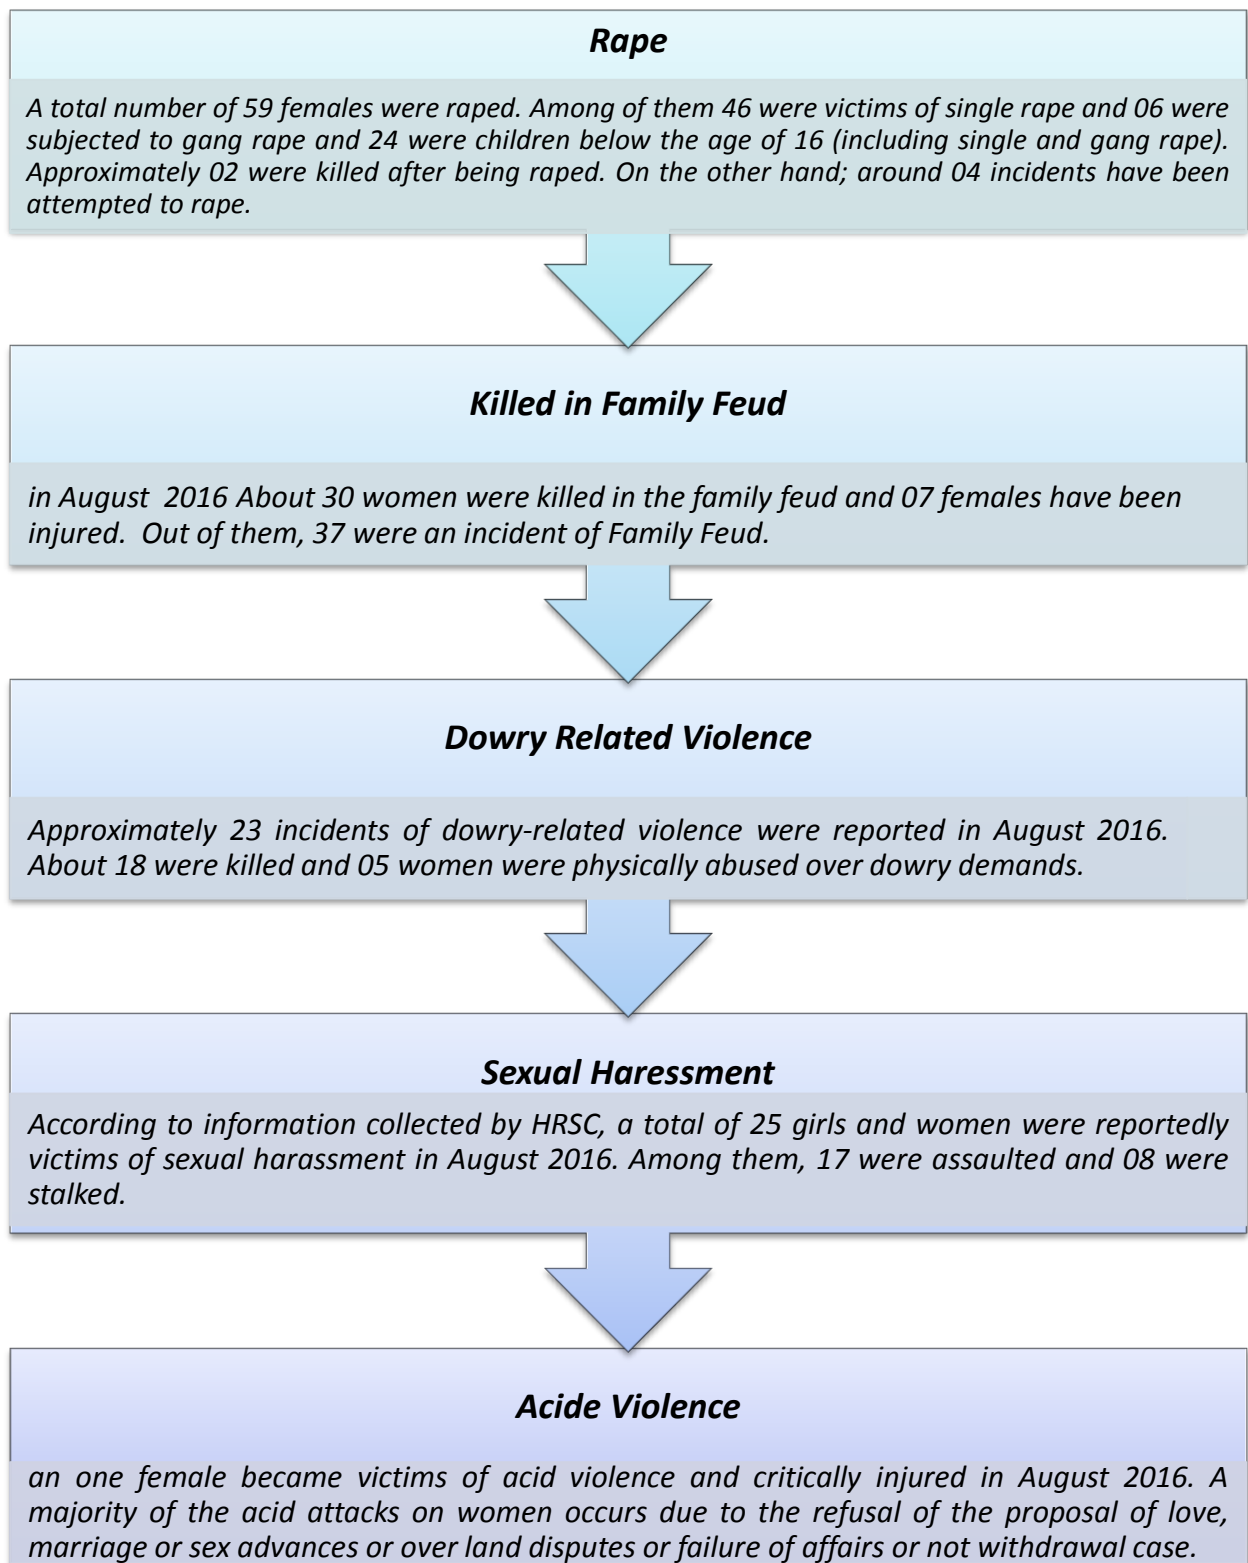 Rape
A total number of 59 females were raped. Among of them 46 were victims of single rape and 06 were
subjected to gang rape and 24 were children below the age of 16 (including single and gang rape).
Approximately 02 were killed after being raped. On the other hand; around 04 incidents have been
attempted to rape.
Killed in Family Feud
in August 2016 About 30 women were killed in the family feud and 07 females have been
injured. Out of them, 37 were an incident of Family Feud.
Dowry Related Violence
Approximately 23 incidents of dowry-related violence were reported in August 2016.
About 18 were killed and 05 women were physically abused over dowry demands.
Sexual Haressment
According to information collected by HRSC, a total of 25 girls and women were reportedly
victims of sexual harassment in August 2016. Among them, 17 were assaulted and 08 were
stalked.
Acide Violence
an one female became victims of acid violence and critically injured in August 2016. A
majority of the acid attacks on women occurs due to the refusal of the proposal of love,
marriage or sex advances or over land disputes or failure of affairs or not withdrawal case.